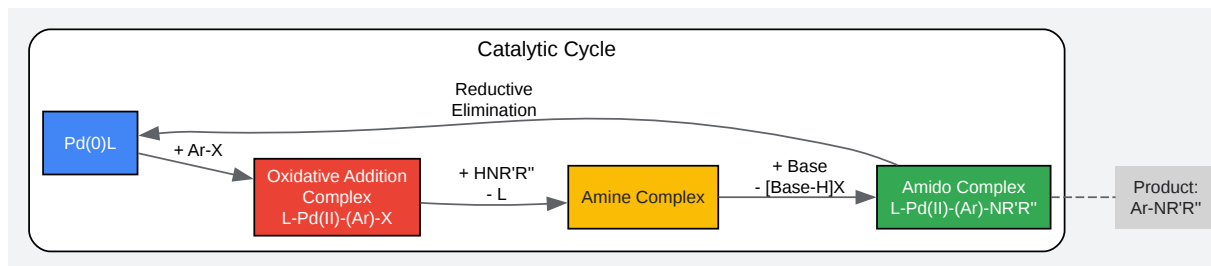 Catalytic Cycle
Reductive
Elimination
Pd(0)L
+ Ar-X
Oxidative Addition
Complex
L-Pd(II)-(Ar)-X
+ HNR'R"
- L
Amine Complex
+ Base
- [Base-H]X
Amido Complex
L-Pd(II)-(Ar)-NR'R"
Product:
Ar-NR'R"